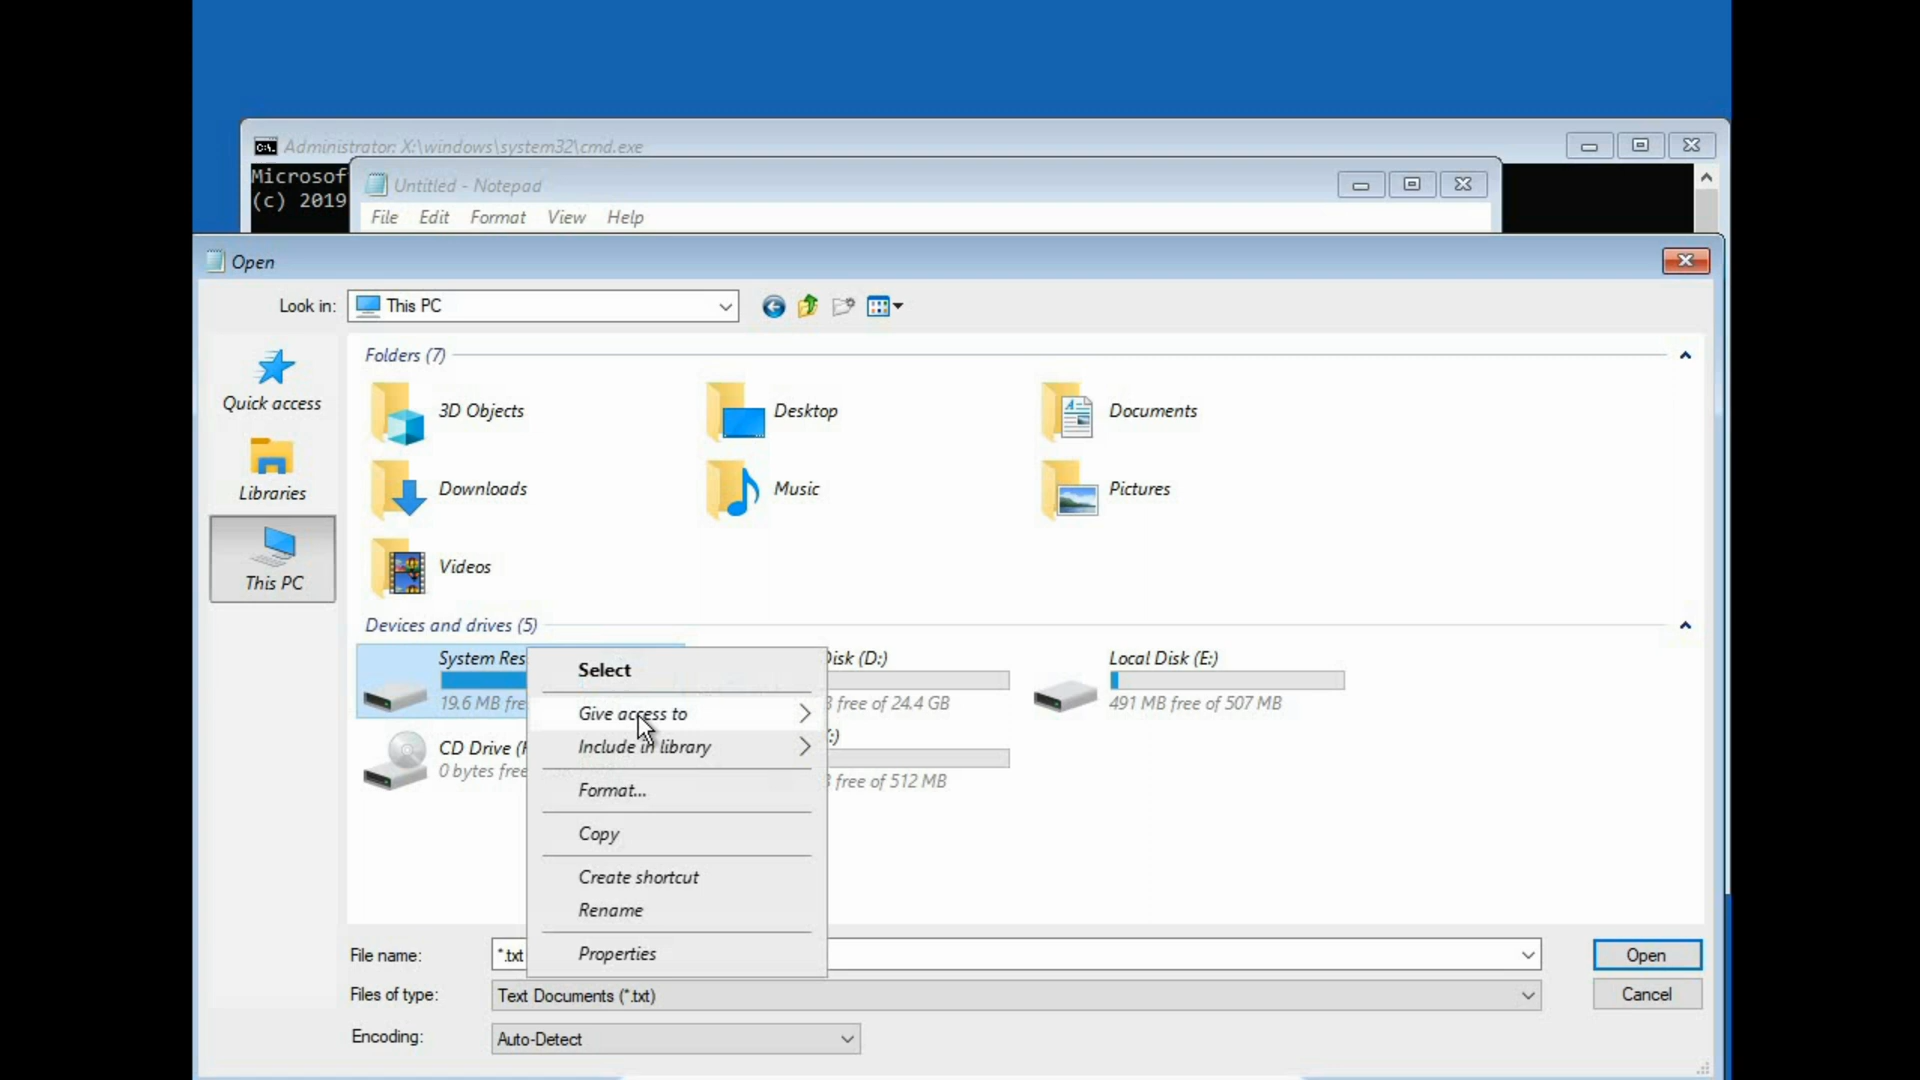 Administrator: X:\windows\system32\cmd.exe
Microsof
(c) 2019
Untitled - Notepad
File Edit Format View Help
Open
Look in: This PC
Quick access
Libraries
This PC
Folders (7)
3D Objects Desktop Documents
Downloads Music Pictures
Videos
Devices and drives (5)
System Res
19.6 MB fre
Disk (D:)
free of 24.4 GB
Local Disk (E:)
491 MB free of 507 MB
CD Drive (
0 bytes free
:)
free of 512 MB
Select
Give access to
Include in library
Format...
Copy
Create shortcut
Rename
Properties
File name: *.txt Open
Files of type: Text Documents (*.txt) Cancel
Encoding: Auto-Detect